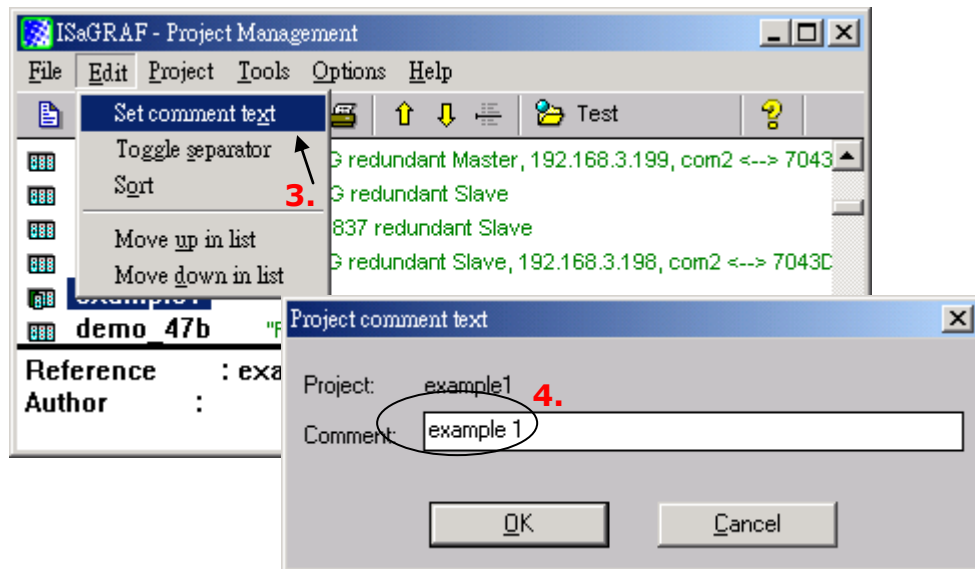 ISaGRAF - Project Management
File Edit Project Tools Options Help
Set comment text
Test
Toggle separator
Sort
Move up in list
Move down in list
3.
G redundant Master, 192.168.3.199, com2 <--> 7043
G redundant Slave
837 redundant Slave
G redundant Slave, 192.168.3.198, com2 <--> 7043D
example1
demo_47b "F
Reference : exa
Author :
Project comment text
Project: example1
4.
Comment: example 1
OK Cancel